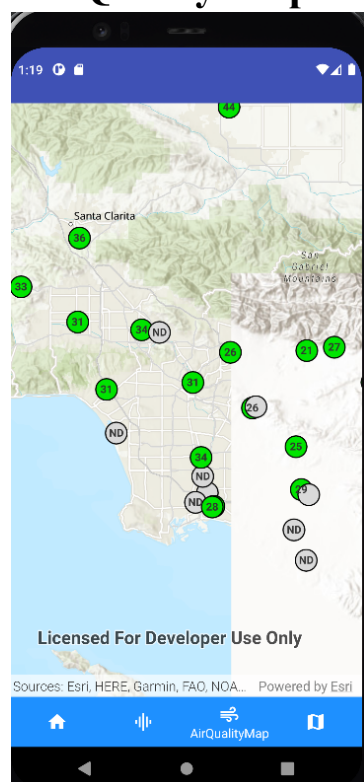 1:19
44
Santa Clarita
36
San
Gabriel
Mountains
33
31
34
ND
26
21
27
31
31
26
ND
25
34
ND
29
ND
28
ND
ND
Licensed For Developer Use Only
Sources: Esri, HERE, Garmin, FAO, NOA... Powered by Esri
AirQualityMap